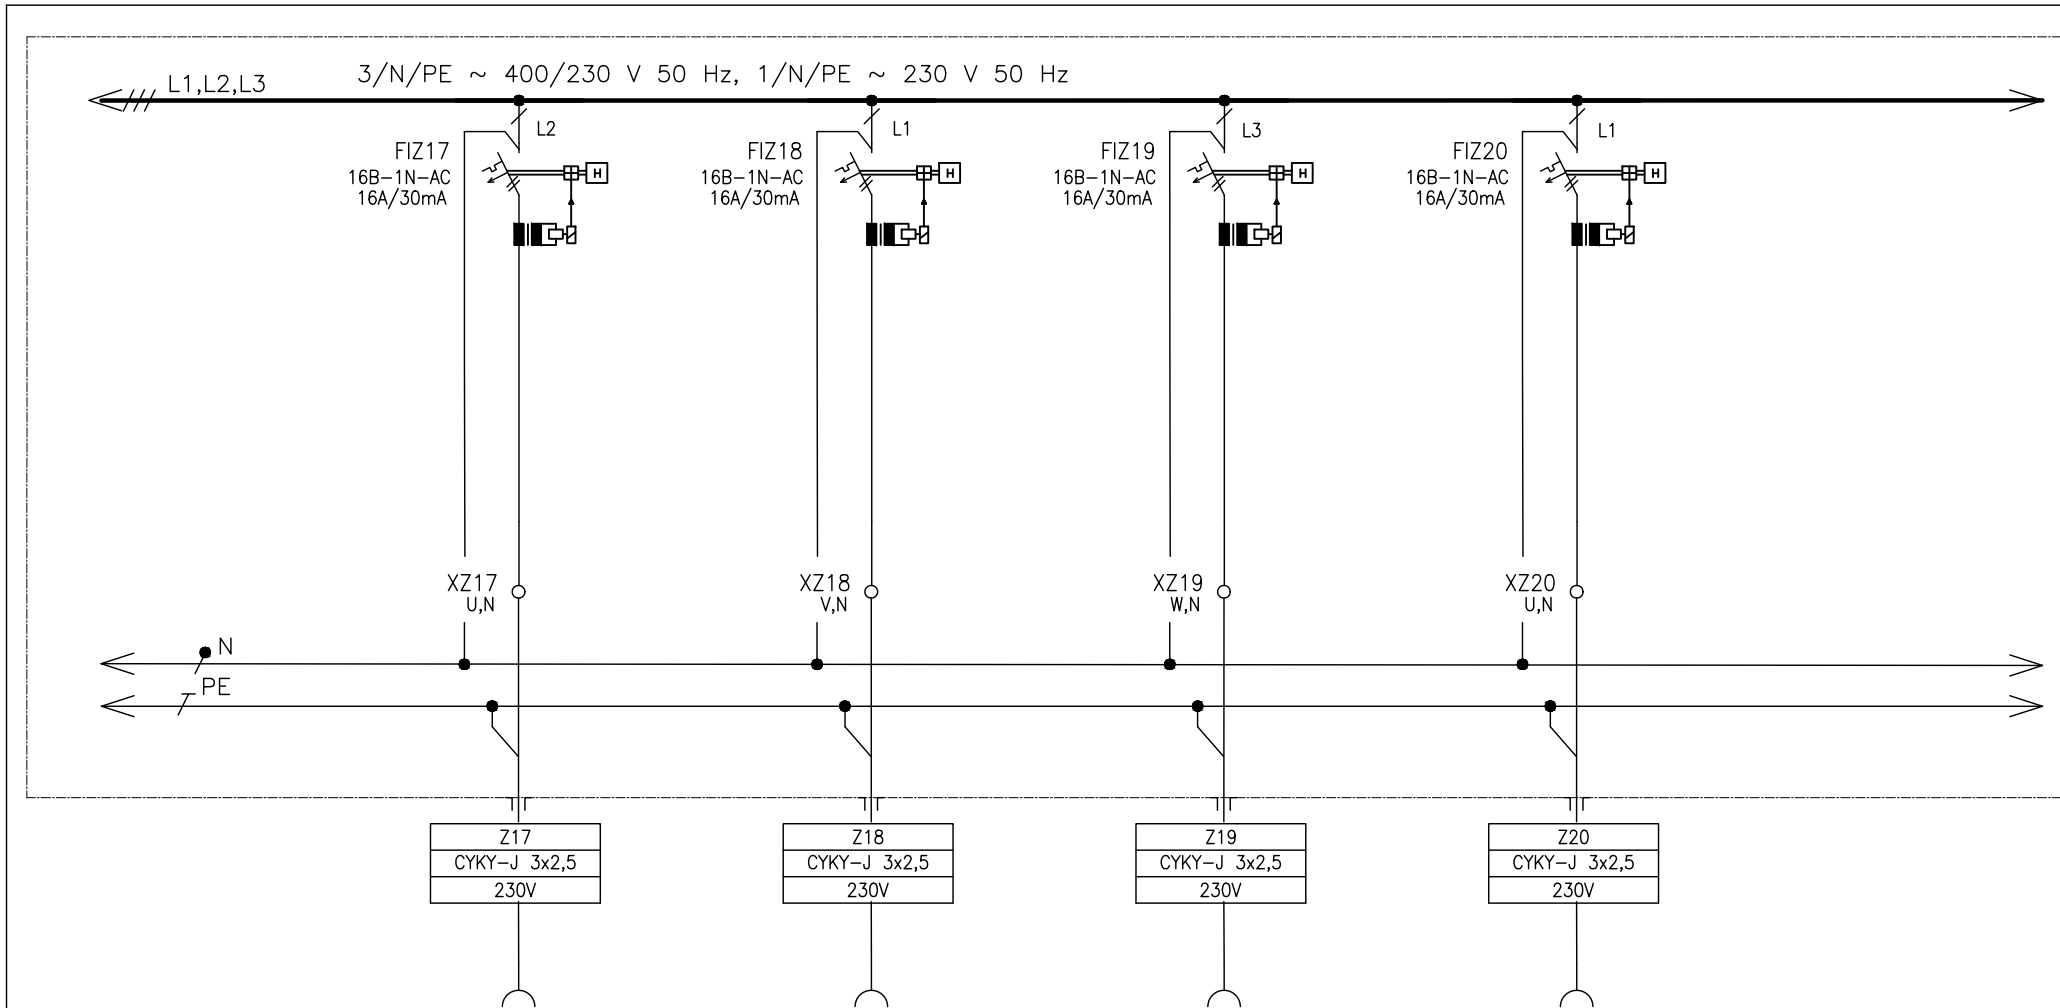 L1,L2,L3
3/N/PE ~ 400/230 V 50 Hz, 1/N/PE ~ 230 V 50 Hz
L2
FIZ17
16B-1N-AC
16A/30mA
H
L1
FIZ18
16B-1N-AC
16A/30mA
H
L3
FIZ19
16B-1N-AC
16A/30mA
H
L1
FIZ20
16B-1N-AC
16A/30mA
H
XZ17
U,N
XZ18
V,N
XZ19
W,N
XZ20
U,N
N
PE
Z17
CYKY-J 3x2,5
230V
Z18
CYKY-J 3x2,5
230V
Z19
CYKY-J 3x2,5
230V
Z20
CYKY-J 3x2,5
230V